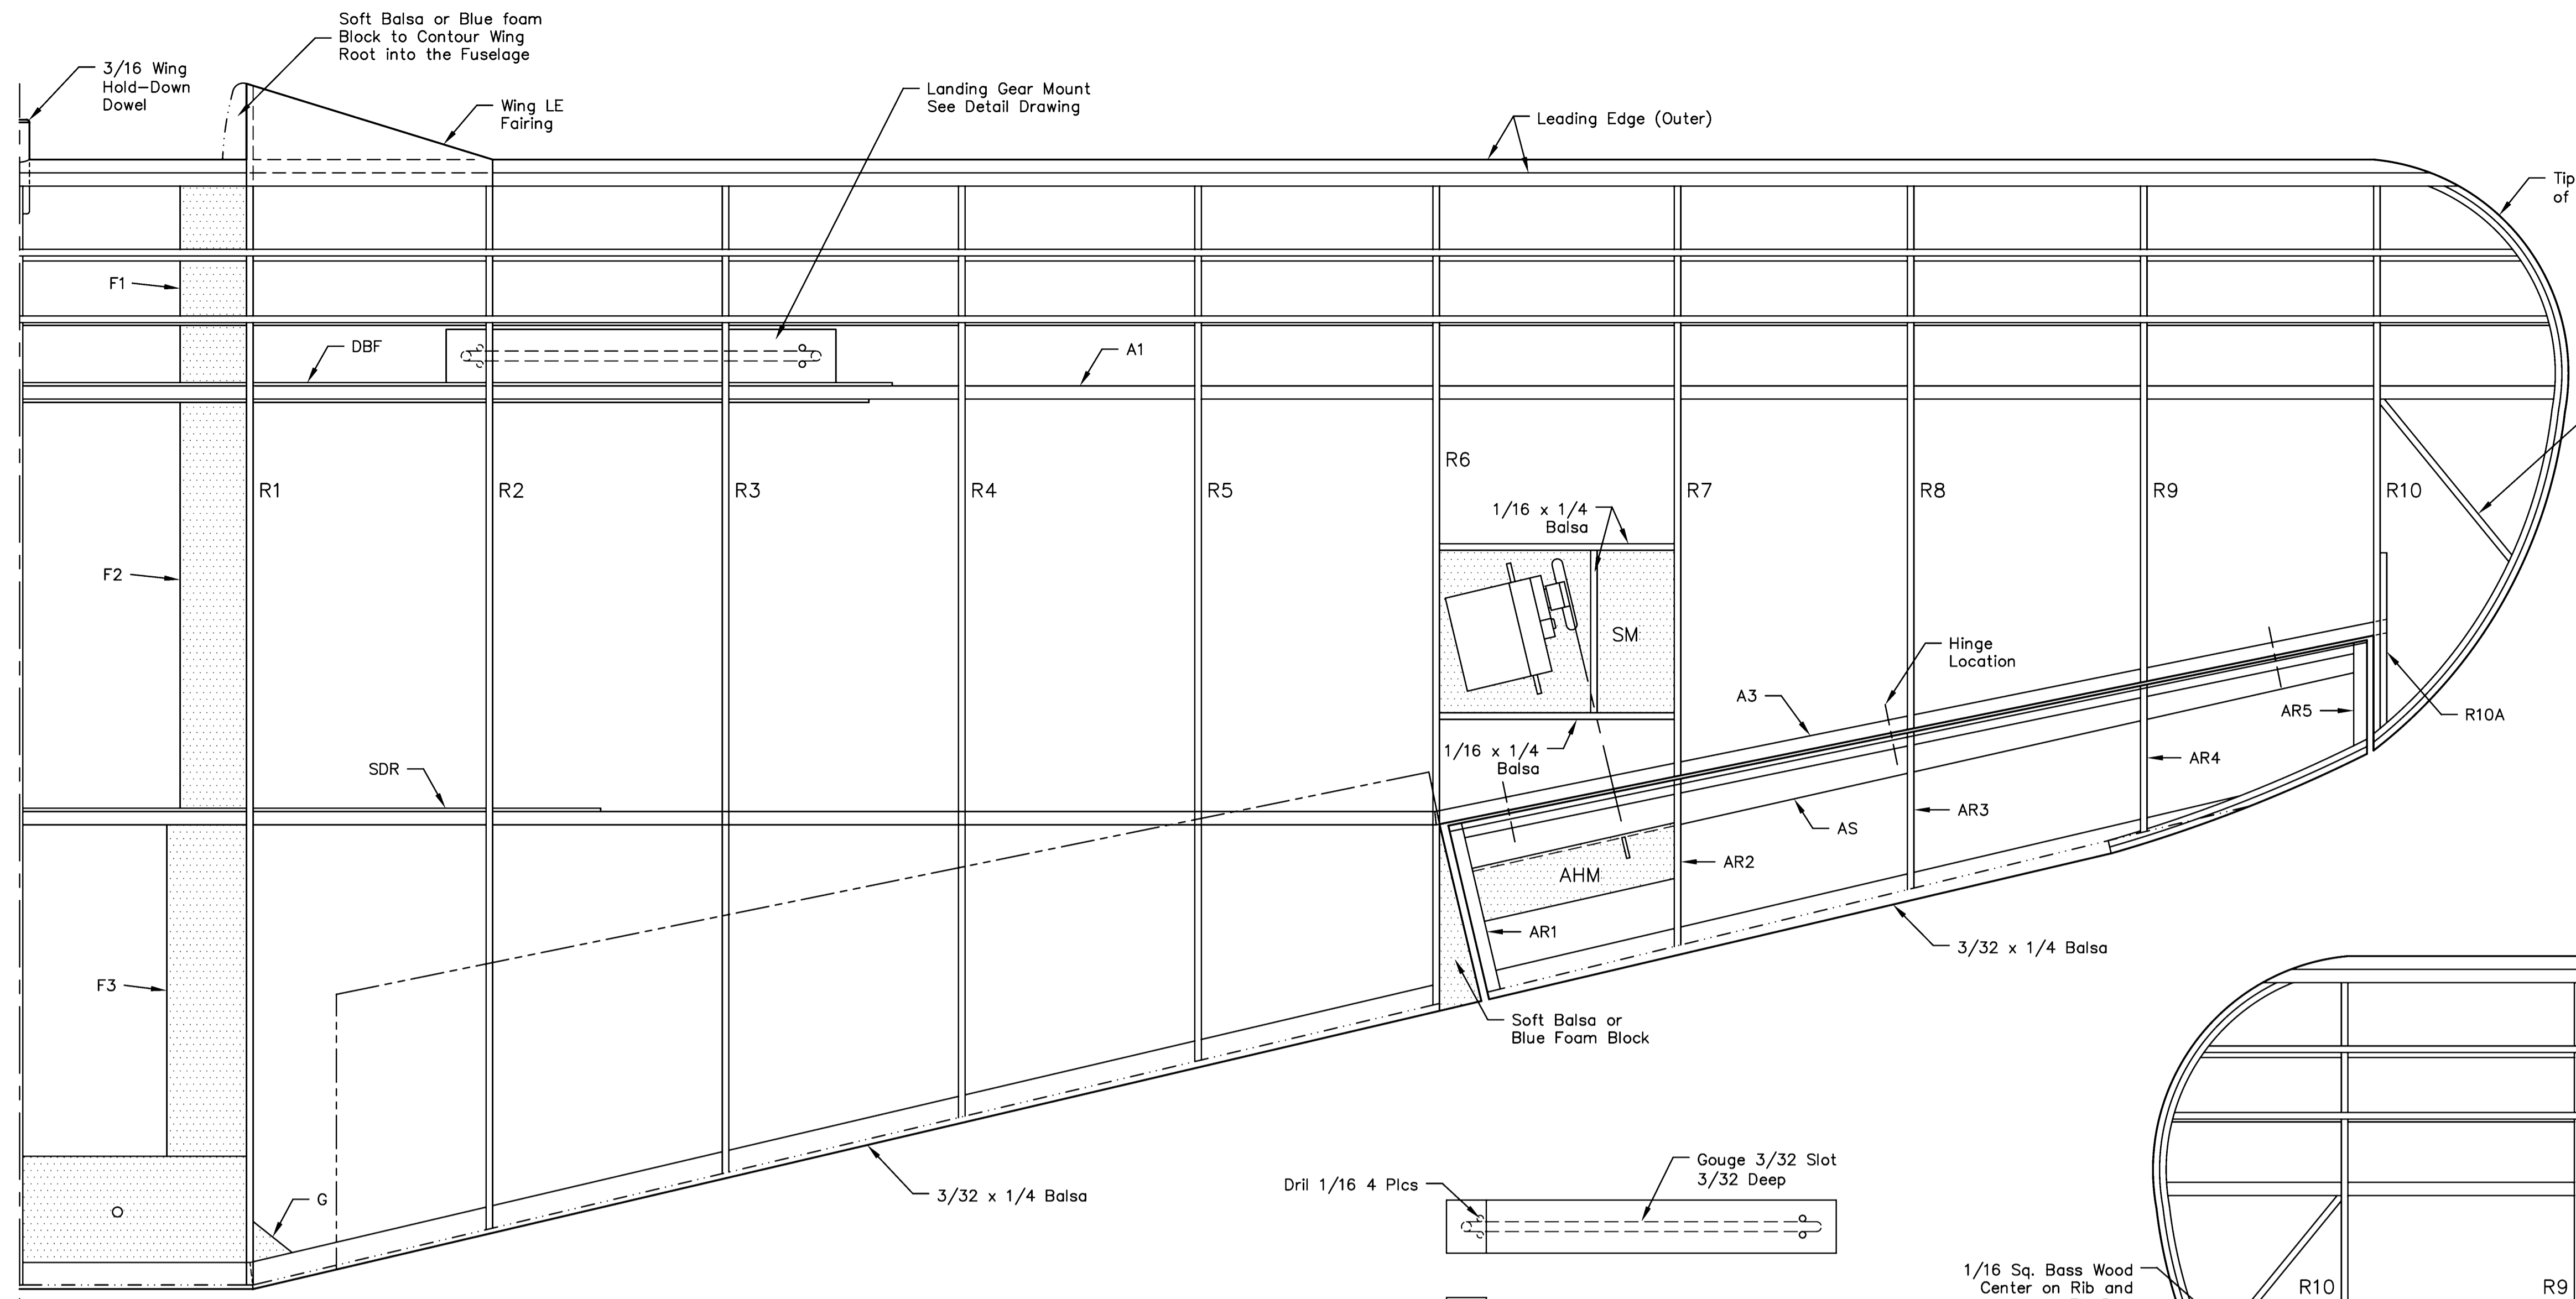 Soft Balsa or Blue foam
Block to Contour Wing
Root into the Fuselage
3/16 Wing
Hold-Down
Dowel
Wing LE
Fairing
Landing Gear Mount
See Detail Drawing
Leading Edge (Outer)
Tip
of
F1
DBF
A1
R6
R1
R2
R3
R4
R5
R7
R8
R9
R10
1/16 x 1/4
Balsa
F2
SM
Hinge
Location
A3
AR5
R10A
1/16 x 1/4
Balsa
SDR
AR4
AR3
AS
AR2
AHM
AR1
3/32 x 1/4 Balsa
F3
Soft Balsa or
Blue Foam Block
G
3/32 x 1/4 Balsa
Dril 1/16 4 Plcs
Gouge 3/32 Slot
3/32 Deep
1/16 Sq. Bass Wood
Center on Rib and
R10
R9